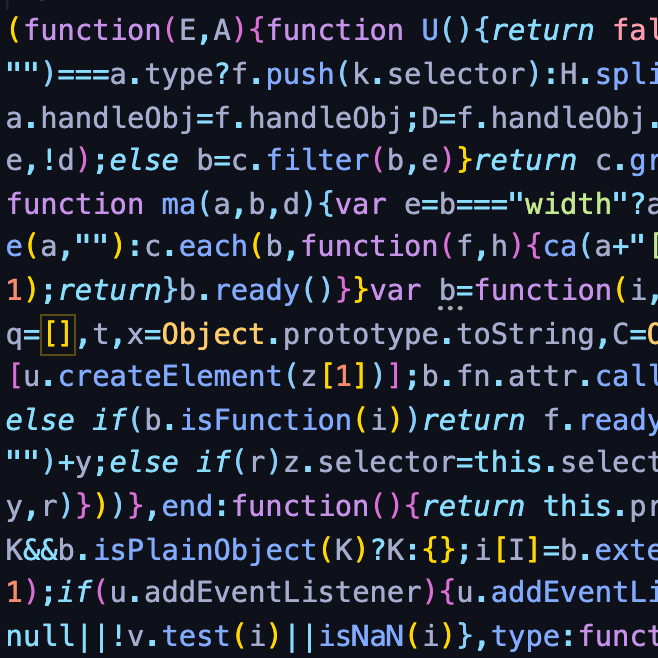 (function(E,A){function U(){return fal
"")===a.type?f.push(k.selector):H.spli
a.handleObj=f.handleObj;D=f.handleObj.
e,!d);else b=c.filter(b,e)}return c.gr
function ma(a,b,d){var e=b==="width"?a
e(a,""):c.each(b,function(f,h){ca(a+"[
1);return}b.ready()}}var b=function(i,
q=[],t,x=Object.prototype.toString,C=O
[u.createElement(z[1])];b.fn.attr.call
else if(b.isFunction(i))return f.ready
"")+y;else if(r)z.selector=this.select
y,r)}))},end:function(){return this.pr
K&&b.isPlainObject(K)?K:{};i[I]=b.exte
1);if(u.addEventListener){u.addEventLi
null||!v.test(i)||isNaN(i)},type:funct